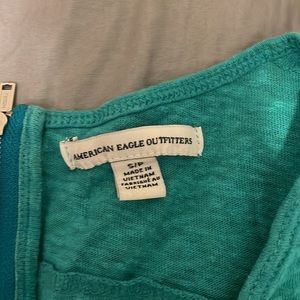 AMERICAN EAGLE OUTFITTERS
S/P
MADE IN
VIETNAM
FABRIQUÉ AU
VIETNAM